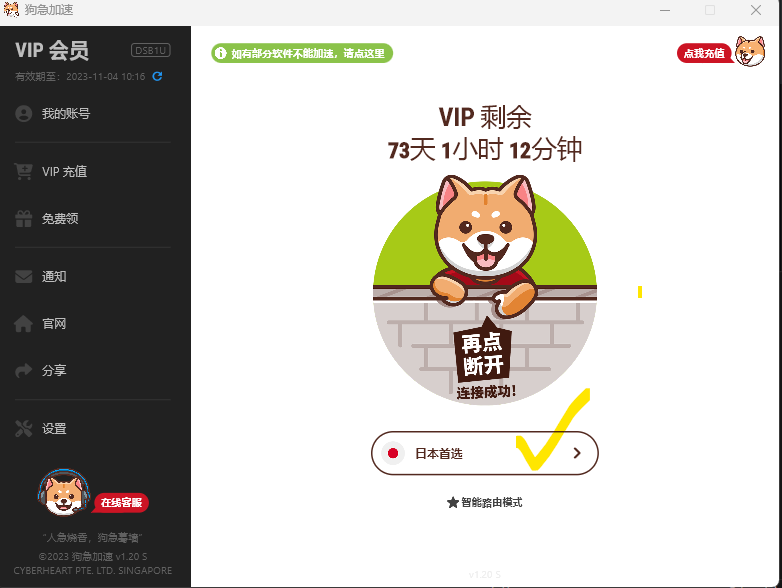 狗急加速
VIP 会员
DSB1U
有效期至：2023-11-04 10:16
我的账号
VIP 充值
免费领
通知
官网
分享
设置
在线客服
“人急烧香，狗急蓦墙”
©2023 狗急加速 v1.20 S
CYBERHEART PTE. LTD. SINGAPORE
如有部分软件不能加速，请点这里
点我充值
VIP 剩余
73天 1小时 12分钟
再点
断开
连接成功！
日本首选
智能路由模式
v1.20 S